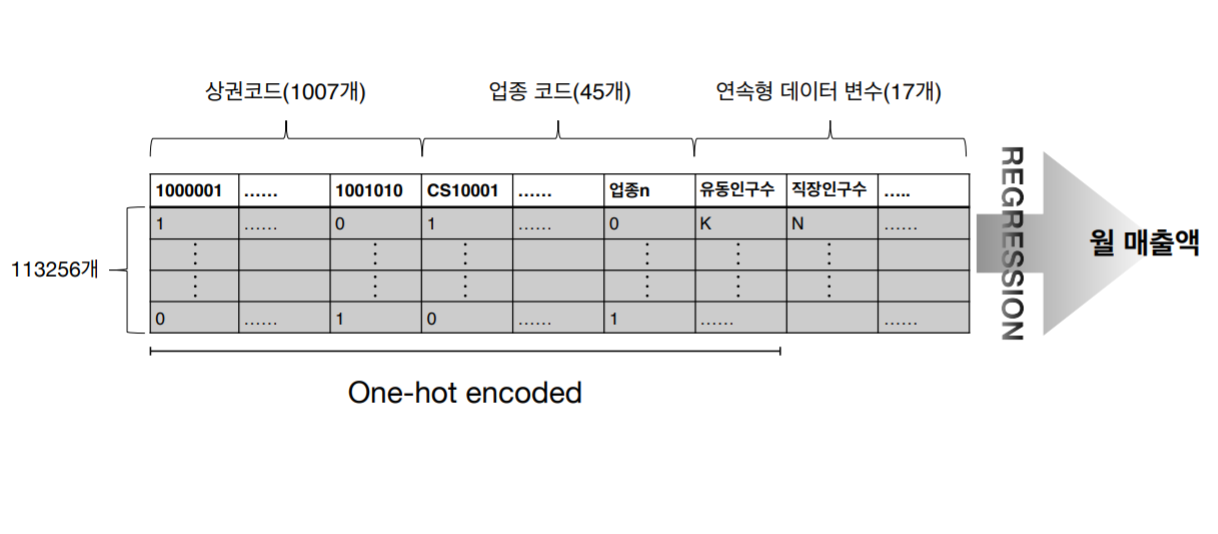 상권코드(1007개) 업종 코드(45개) 연속형 데이터 변수(17개)
1000001 ...... 1001010 CS10001 ...... 업종n 유동인구수 직장인구수 .....
1 ...... 0 1 ...... 0 K N ......
113256개
0 ...... 1 0 ...... 1 ...... ......
One-hot encoded
REGRESSION
월 매출액